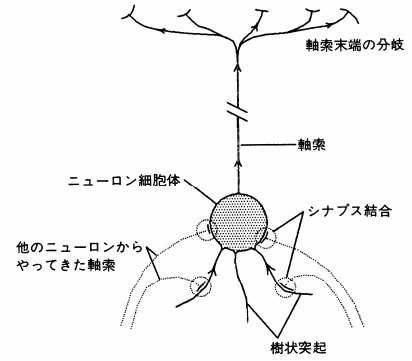 軸索末端の分岐
軸索
ニューロン細胞体
シナプス結合
他のニューロンから
やってきた軸索
樹状突起